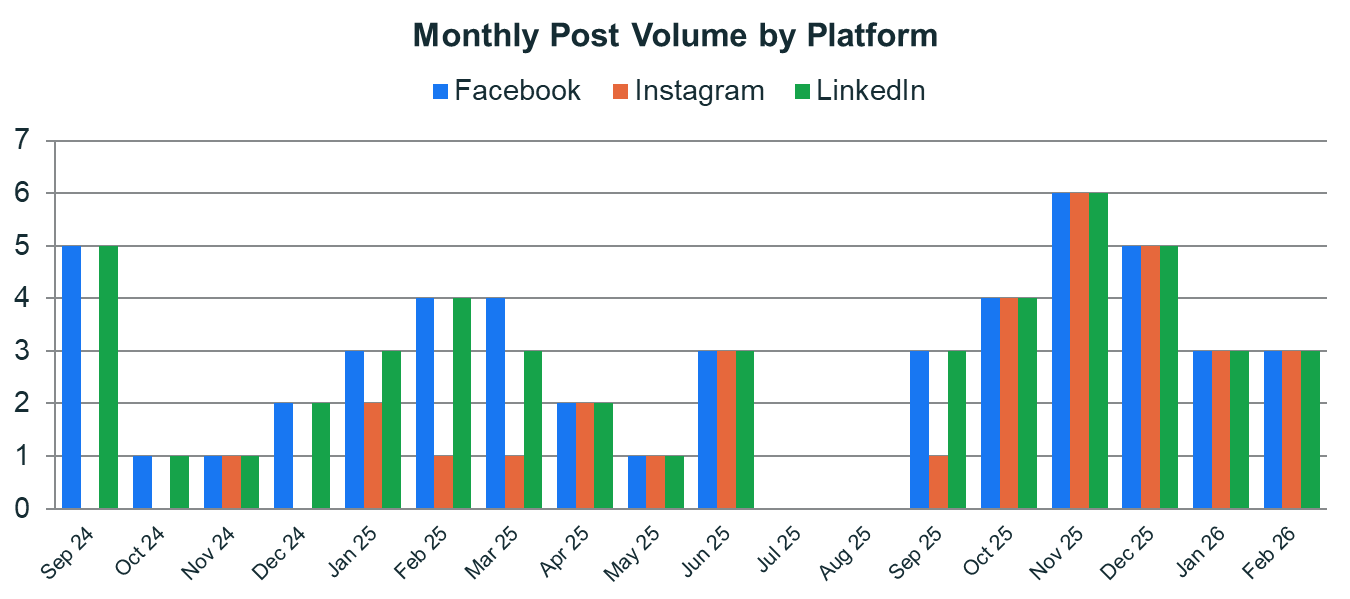 Monthly Post Volume by Platform
Facebook Instagram LinkedIn
7
6
5
4
3
2
1
0
Sep 24 Oct 24 Nov 24 Dec 24 Jan 25 Feb 25 Mar 25 Apr 25 May 25 Jun 25 Jul 25 Aug 25 Sep 25 Oct 25 Nov 25 Dec 25 Jan 26 Feb 26